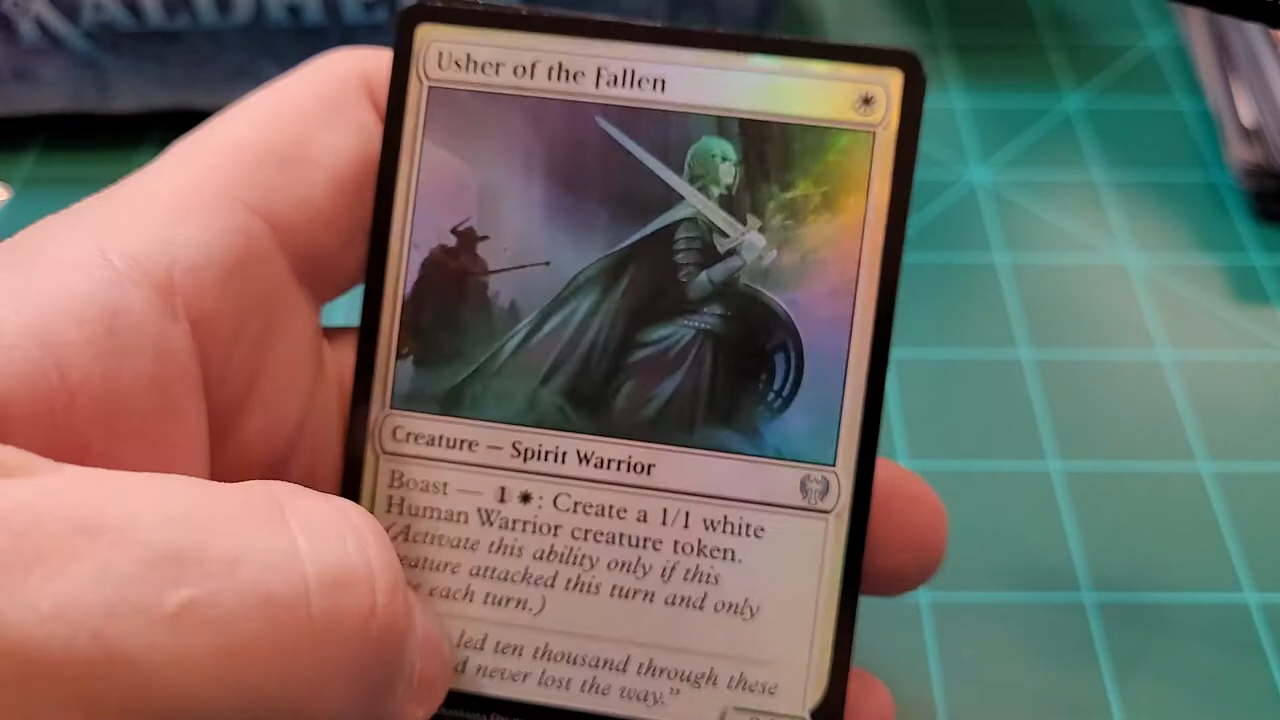 KALDHE
Usher of the Fallen
Creature — Spirit Warrior
Boast — 1 : Create a 1/1 white
Human Warrior creature token.
(Activate this ability only if this
eature attacked this turn and only
each turn.)
led ten thousand through these
d never lost the way."